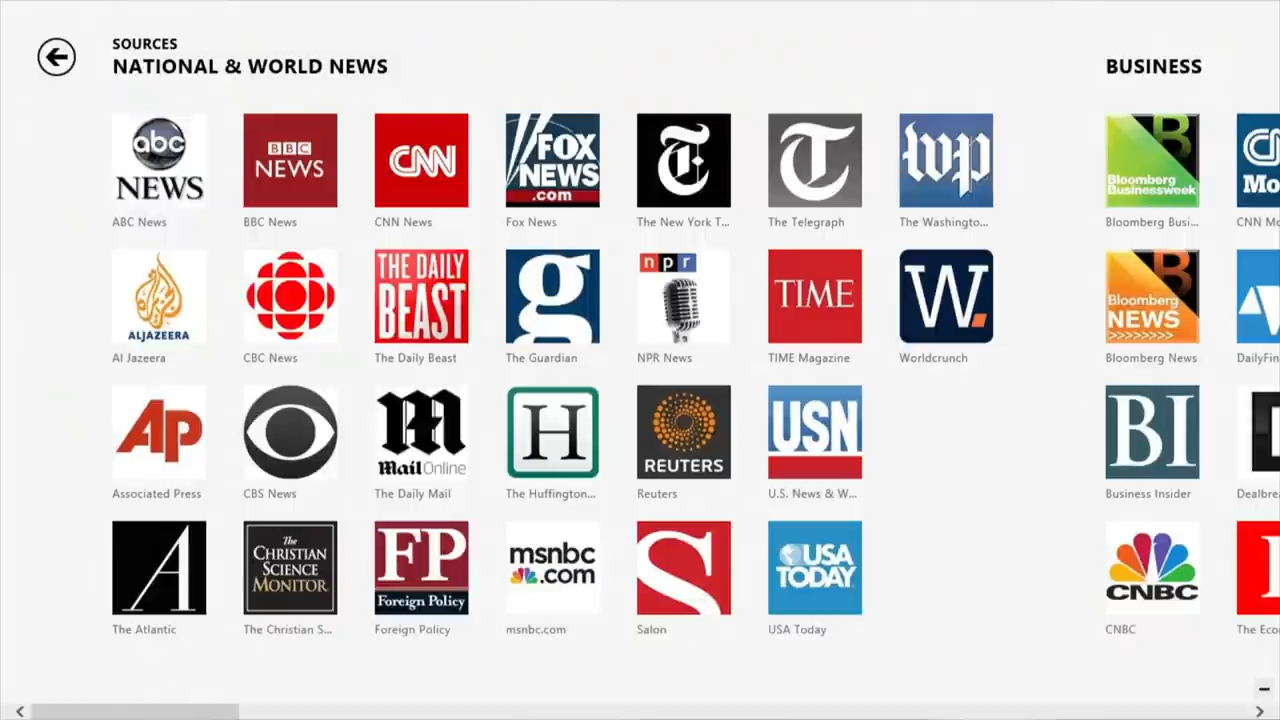 SOURCES
NATIONAL & WORLD NEWS
BUSINESS
abc
NEWS
ABC News
BBC
NEWS
BBC News
CNN
CNN News
FOX
NEWS
.com
Fox News
T
The New York T...
T
The Telegraph
wp
The Washingto...
B
Bloomberg
Businessweek
Bloomberg Busi...
Mo
CNN Mo
ALJAZEERA
Al Jazeera
CBC News
THE DAILY
BEAST
The Daily Beast
g
The Guardian
npr
NPR News
TIME
TIME Magazine
W.
Worldcrunch
B
Bloomberg
NEWS
>>>>>>>>>
Bloomberg News
DailyFin
AP
Associated Press
CBS News
M
Mail Online
The Daily Mail
H
The Huffington...
REUTERS
Reuters
USN
U.S. News & W...
BI
Business Insider
Dealbrea
A
The Atlantic
The
CHRISTIAN
SCIENCE
MONITOR
The Christian S...
FP
Foreign Policy
Foreign Policy
msnbc
.com
msnbc.com
S
Salon
USA
TODAY
USA Today
CNBC
CNBC
The Eco